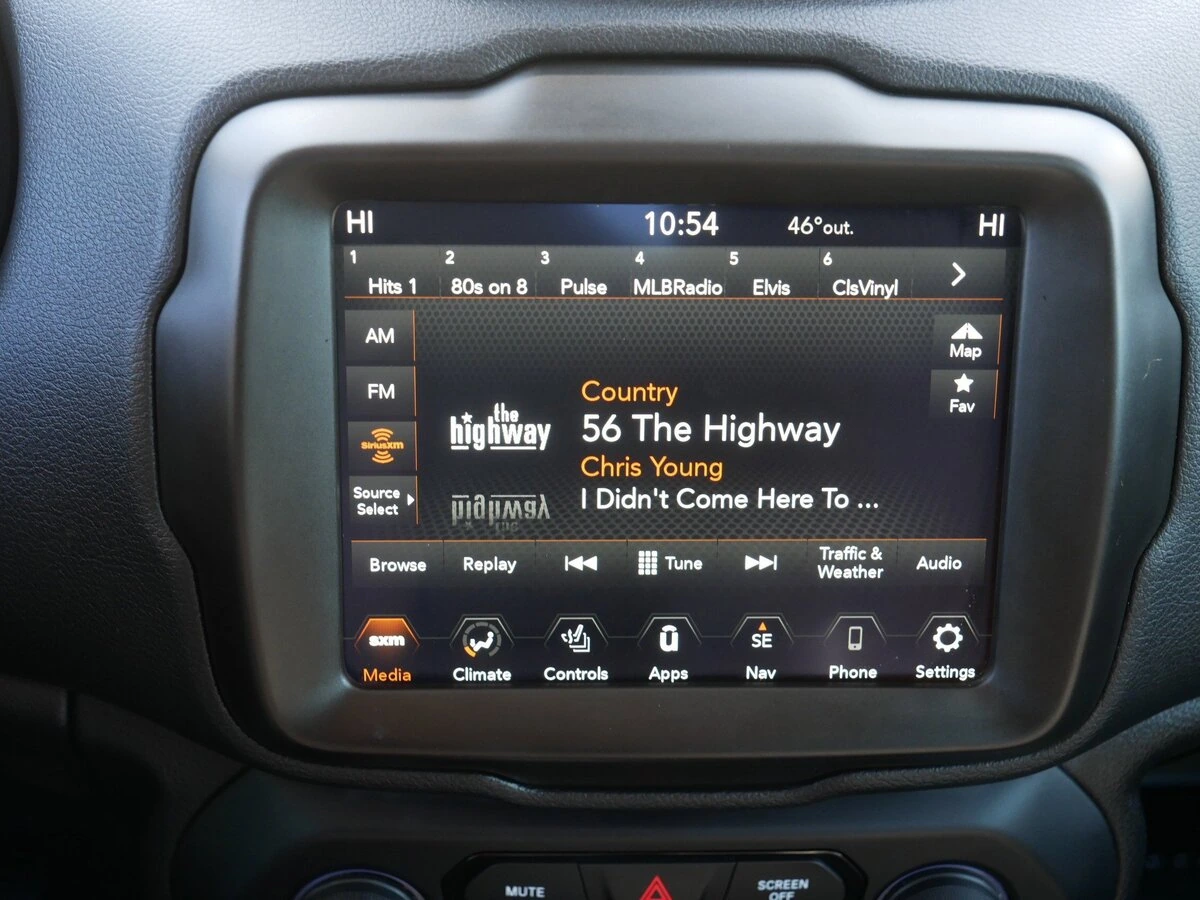 HI 10:54 46°out. HI
1 2 3 4 5 6
Hits 1 80s on 8 Pulse MLBRadio Elvis ClsVinyl
AM
FM
SiriusXM
Source
Select
the
highway
Country
56 The Highway
Chris Young
I Didn't Come Here To ...
Map
Fav
Browse Replay Tune Traffic & Weather Audio
sxm SE
Media Climate Controls Apps Nav Phone Settings
MUTE SCREEN
OFF